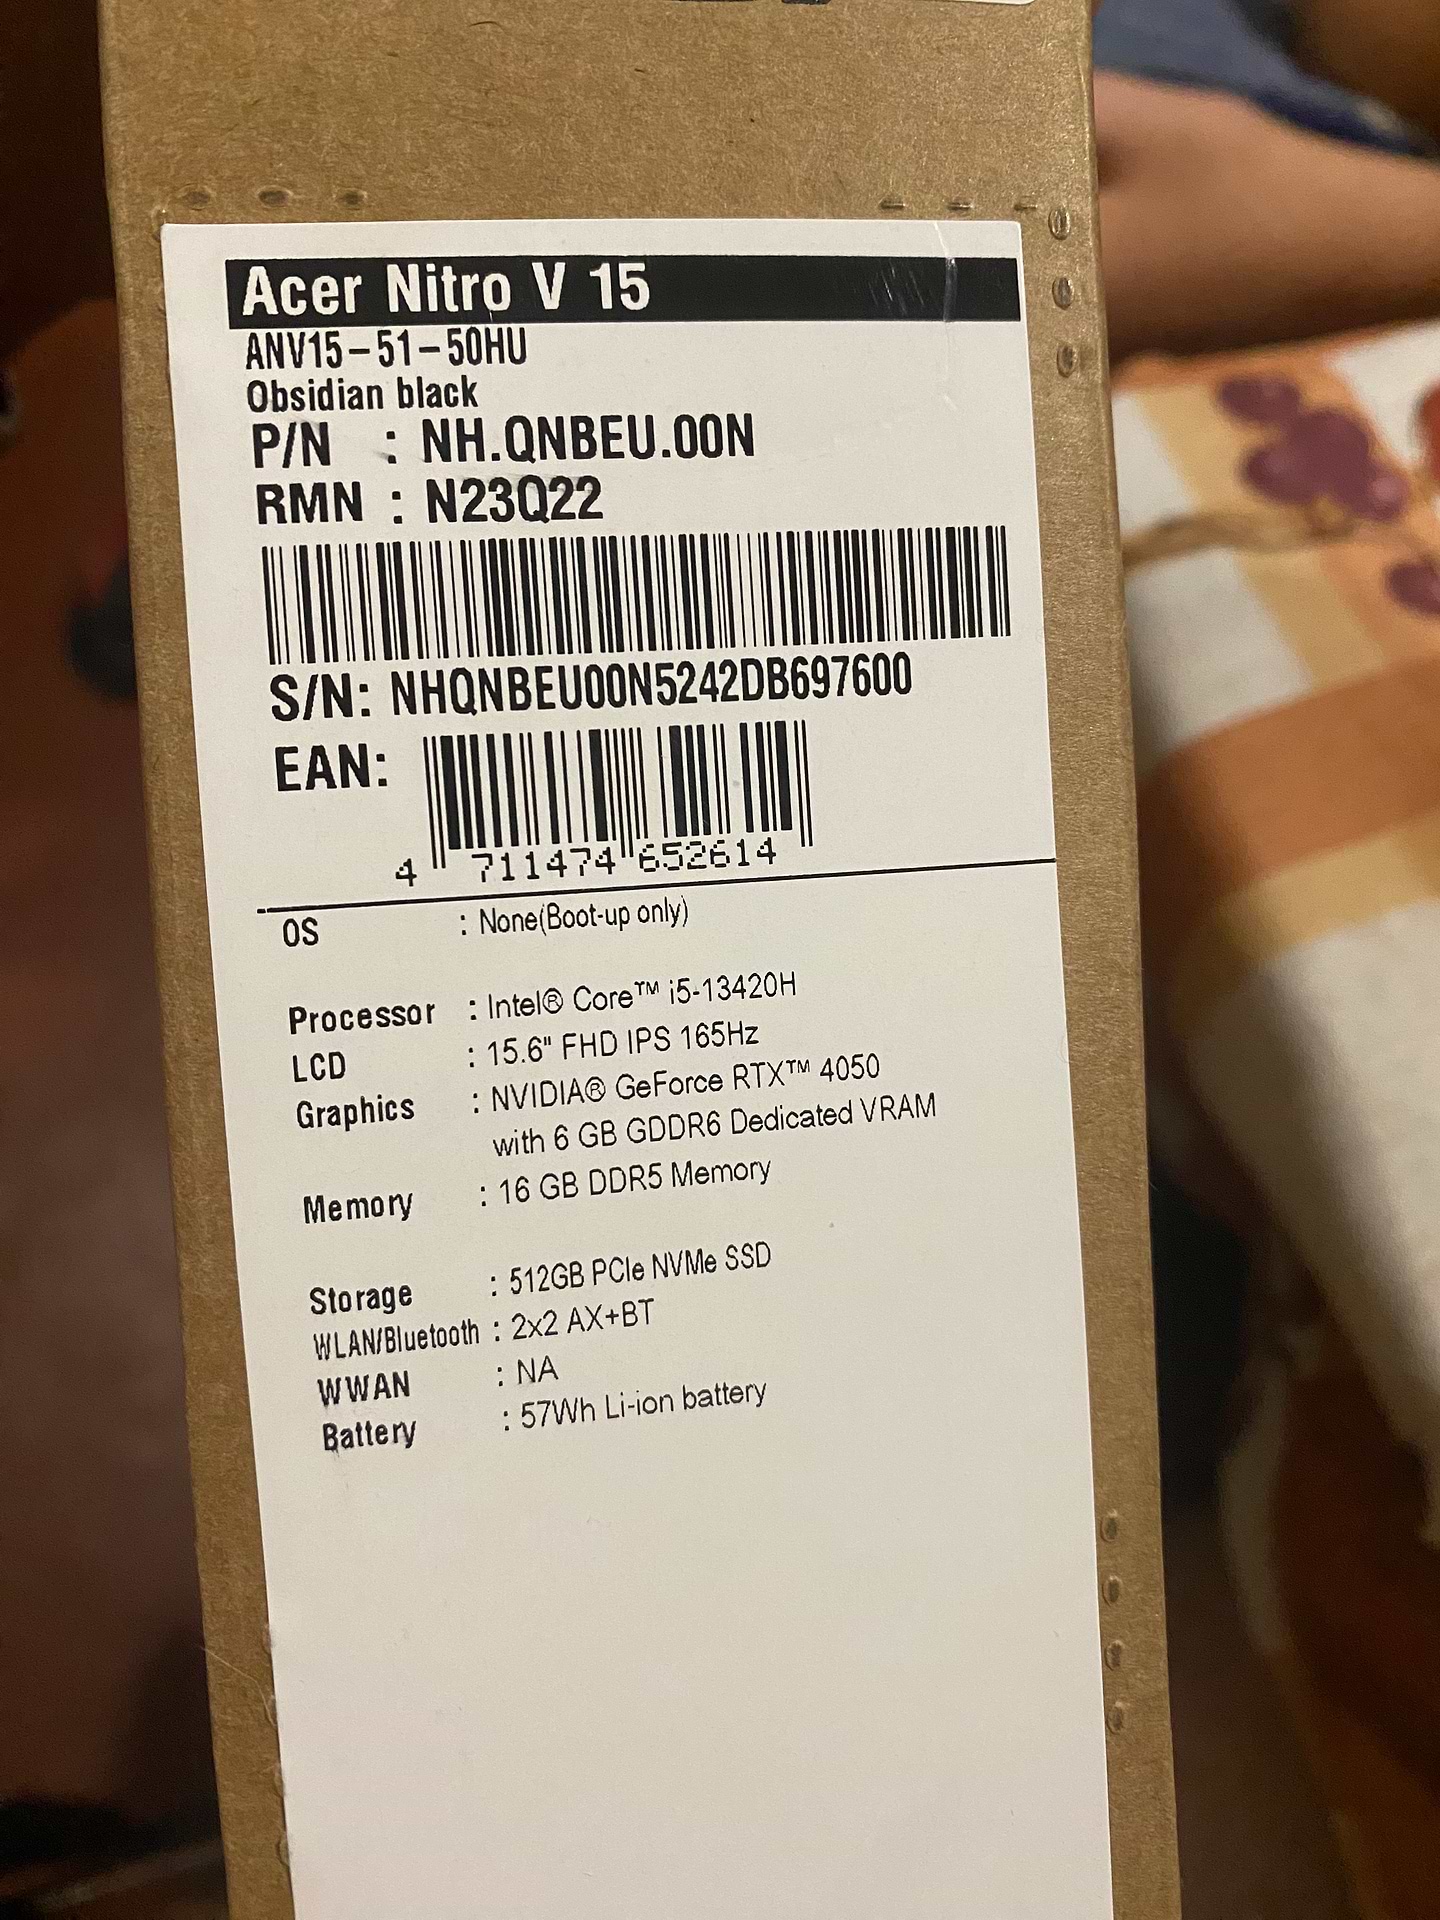 Acer Nitro V 15
ANV15-51-50HU
Obsidian black
P/N : NH.QNBEU.00N
RMN : N23Q22
S/N: NHQNBEU00N5242DB697600
EAN:
4 711474 652614
OS : None(Boot-up only)
Processor : Intel® Core™ i5-13420H
LCD : 15.6" FHD IPS 165Hz
Graphics : NVIDIA® GeForce RTX™ 4050
with 6 GB GDDR6 Dedicated VRAM
Memory : 16 GB DDR5 Memory
Storage : 512GB PCIe NVMe SSD
WLAN/Bluetooth : 2x2 AX+BT
WWAN : NA
Battery : 57Wh Li-ion battery